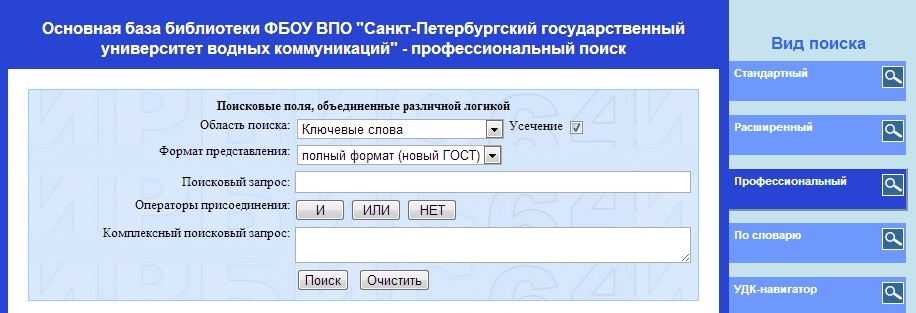 Основная база библиотеки ФБОУ ВПО "Санкт-Петербургский государственный
университет водных коммуникаций" - профессиональный поиск
Поисковые поля, объединенные различной логикой
Область поиска: Ключевые слова Усечение
Формат представления: полный формат (новый ГОСТ)
Поисковый запрос:
Операторы присоединения: И ИЛИ НЕТ
Комплексный поисковый запрос:
Поиск Очистить
Вид поиска
Стандартный
Расширенный
Профессиональный
По словарю
УДК-навигатор
ИРБИС64И
ИРБИС64И